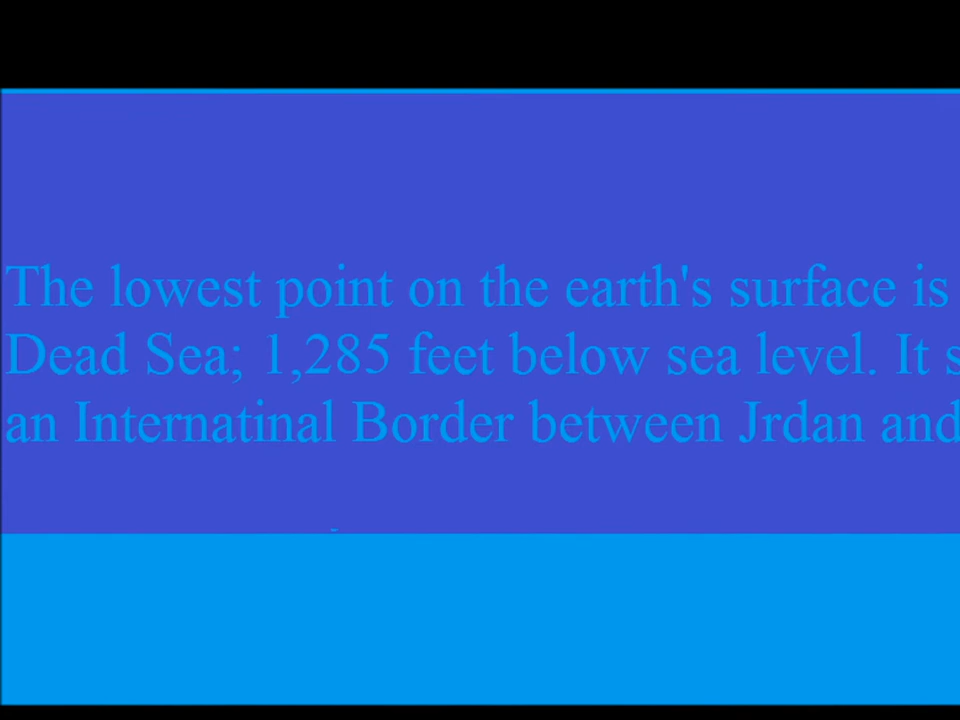 The lowest point on the earth's surface is
Dead Sea; 1,285 feet below sea level. It s
an Internatinal Border between Jrdan and